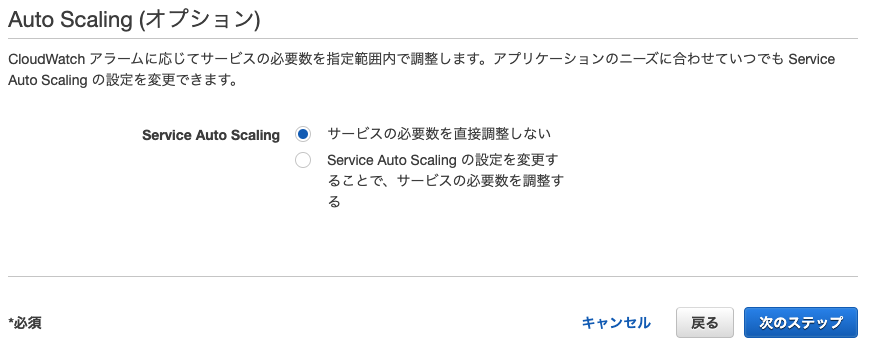 Auto Scaling (オプション)
CloudWatch アラームに応じてサービスの必要数を指定範囲内で調整します。アプリケーションのニーズに合わせていつでも Service
Auto Scaling の設定を変更できます。
Service Auto Scaling
サービスの必要数を直接調整しない
Service Auto Scaling の設定を変更す
ることで、サービスの必要数を調整す
る
*必須
キャンセル
戻る
次のステップ